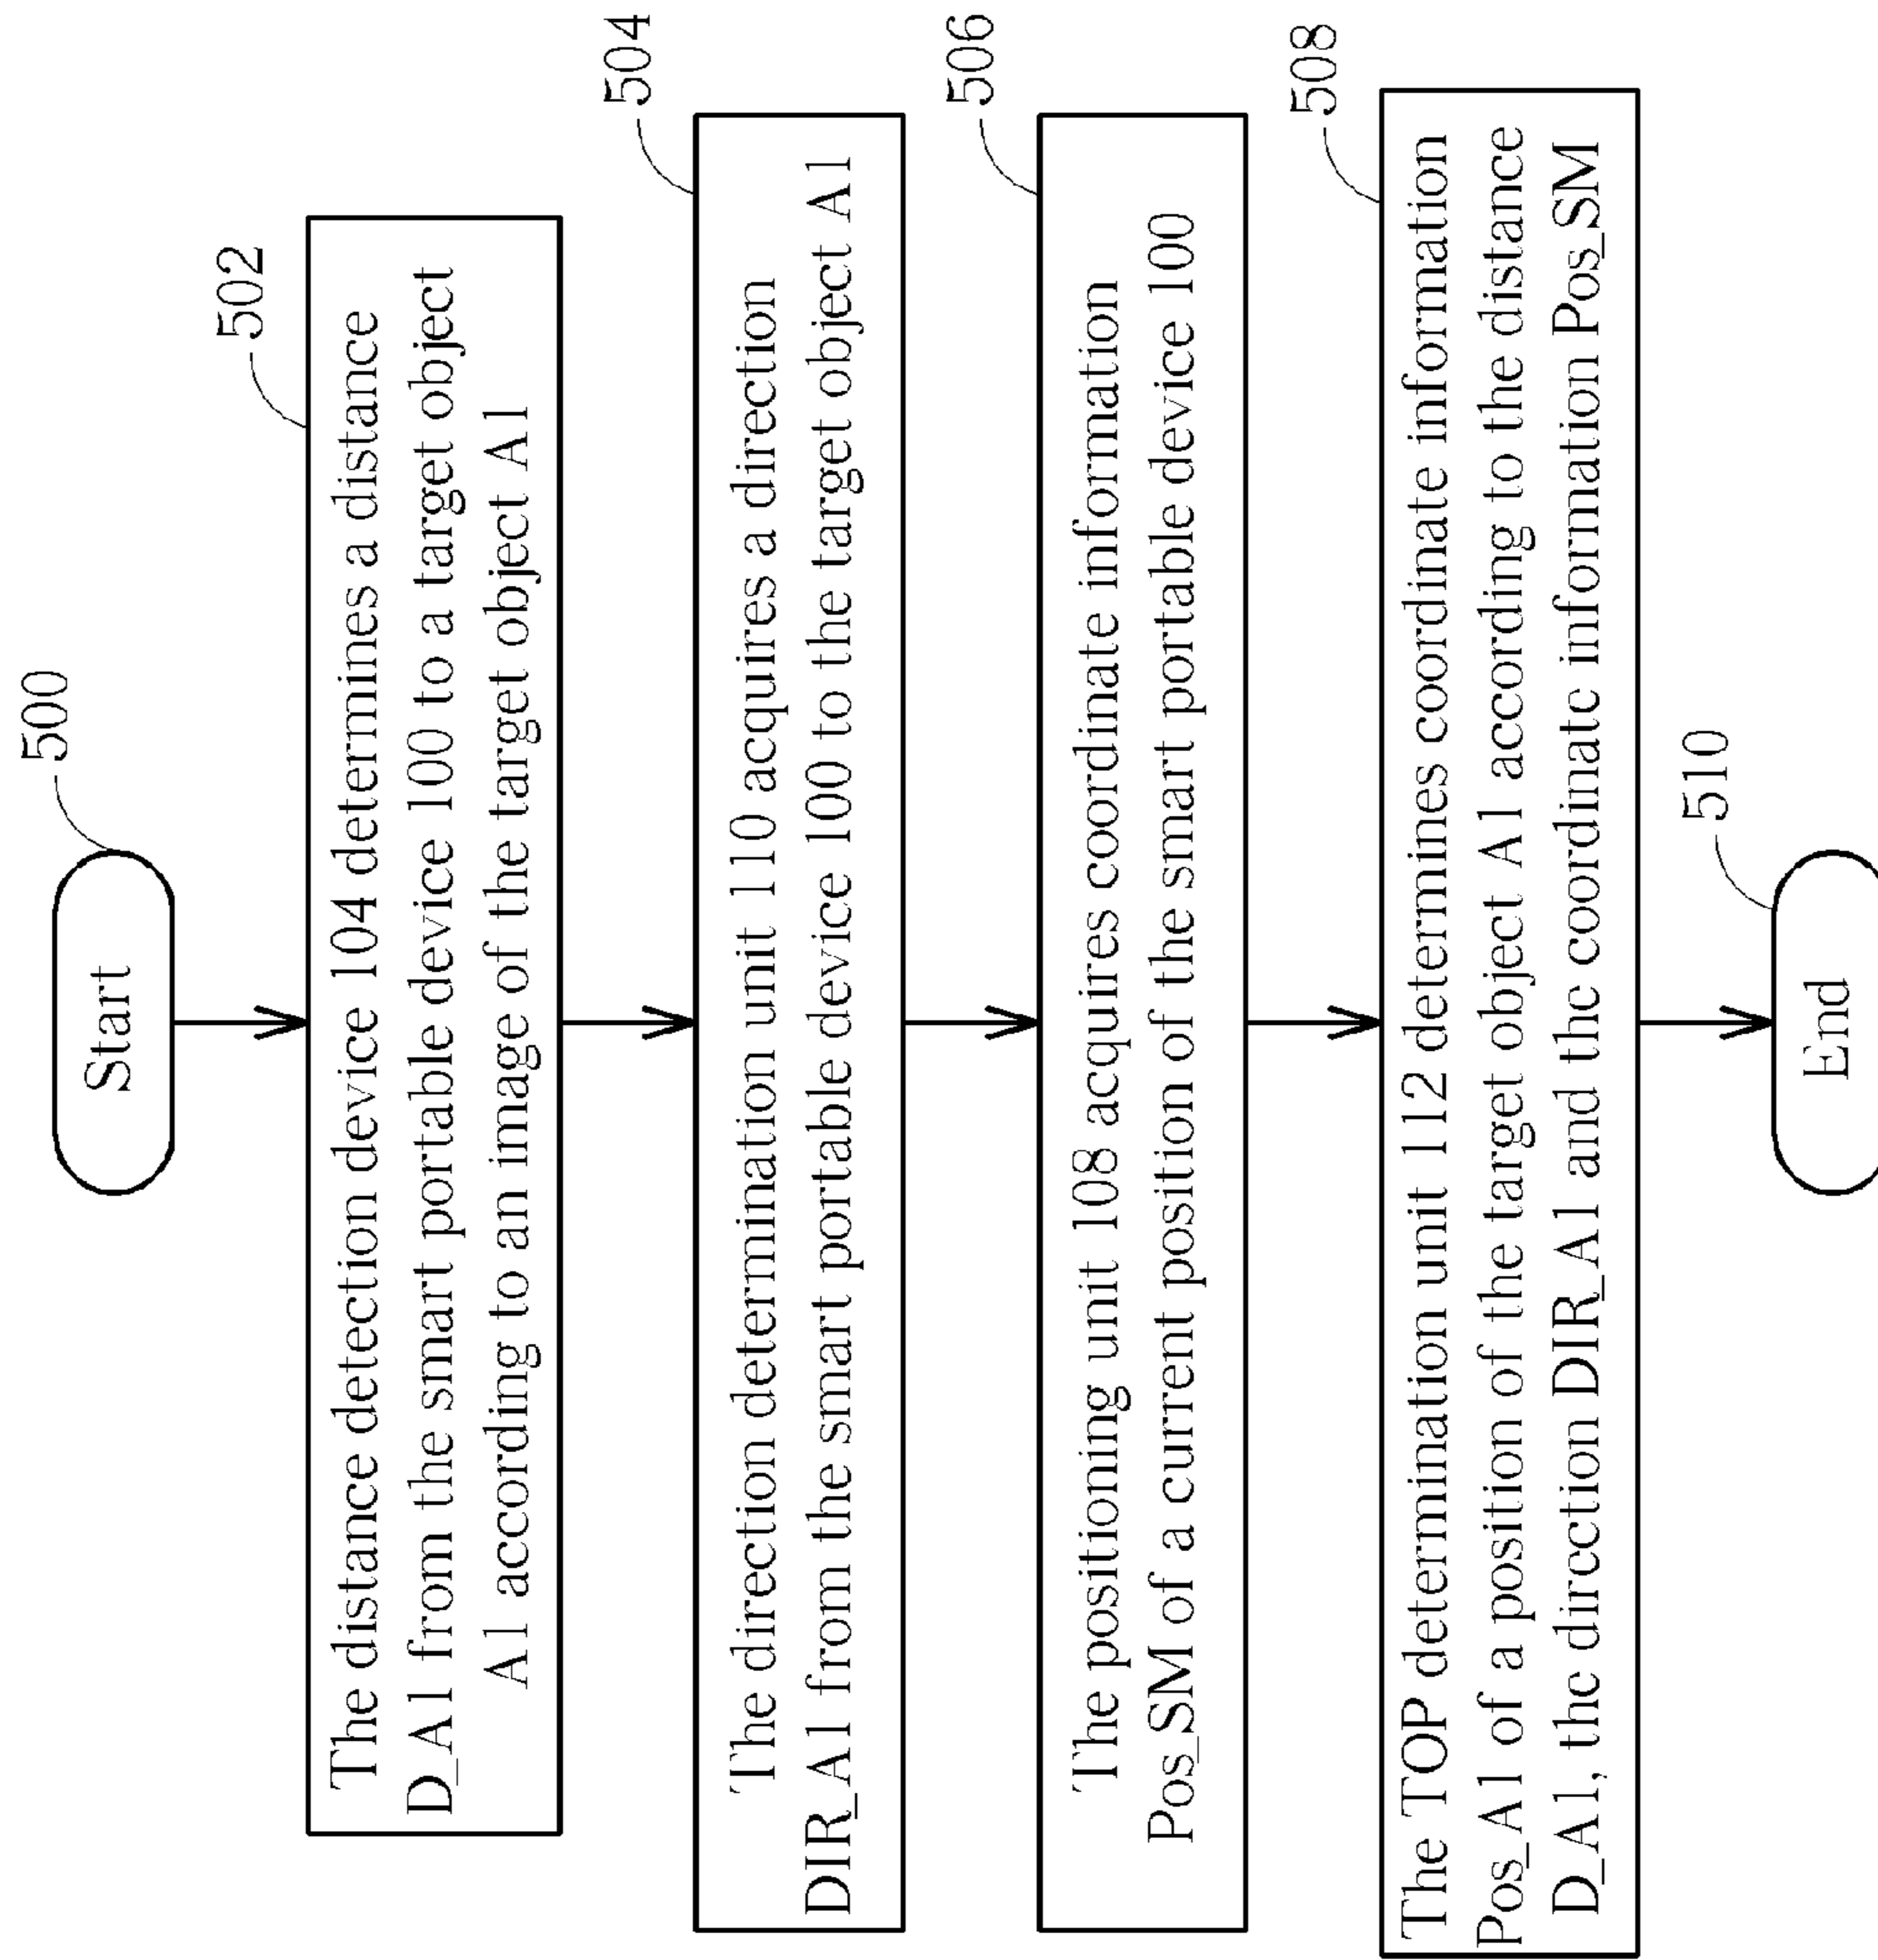 500
Start
502
The distance detection device 104 determines a distance
D_A1 from the smart portable device 100 to a target object
A1 according to an image of the target object A1
504
The direction determination unit 110 acquires a direction
DIR_A1 from the smart portable device 100 to the target object A1
506
The positioning unit 108 acquires coordinate information
Pos_SM of a current position of the smart portable device 100
508
The TOP determination unit 112 determines coordinate information
Pos_A1 of a position of the target object A1 according to the distance
D_A1, the direction DIR_A1 and the coordinate information Pos_SM
510
End